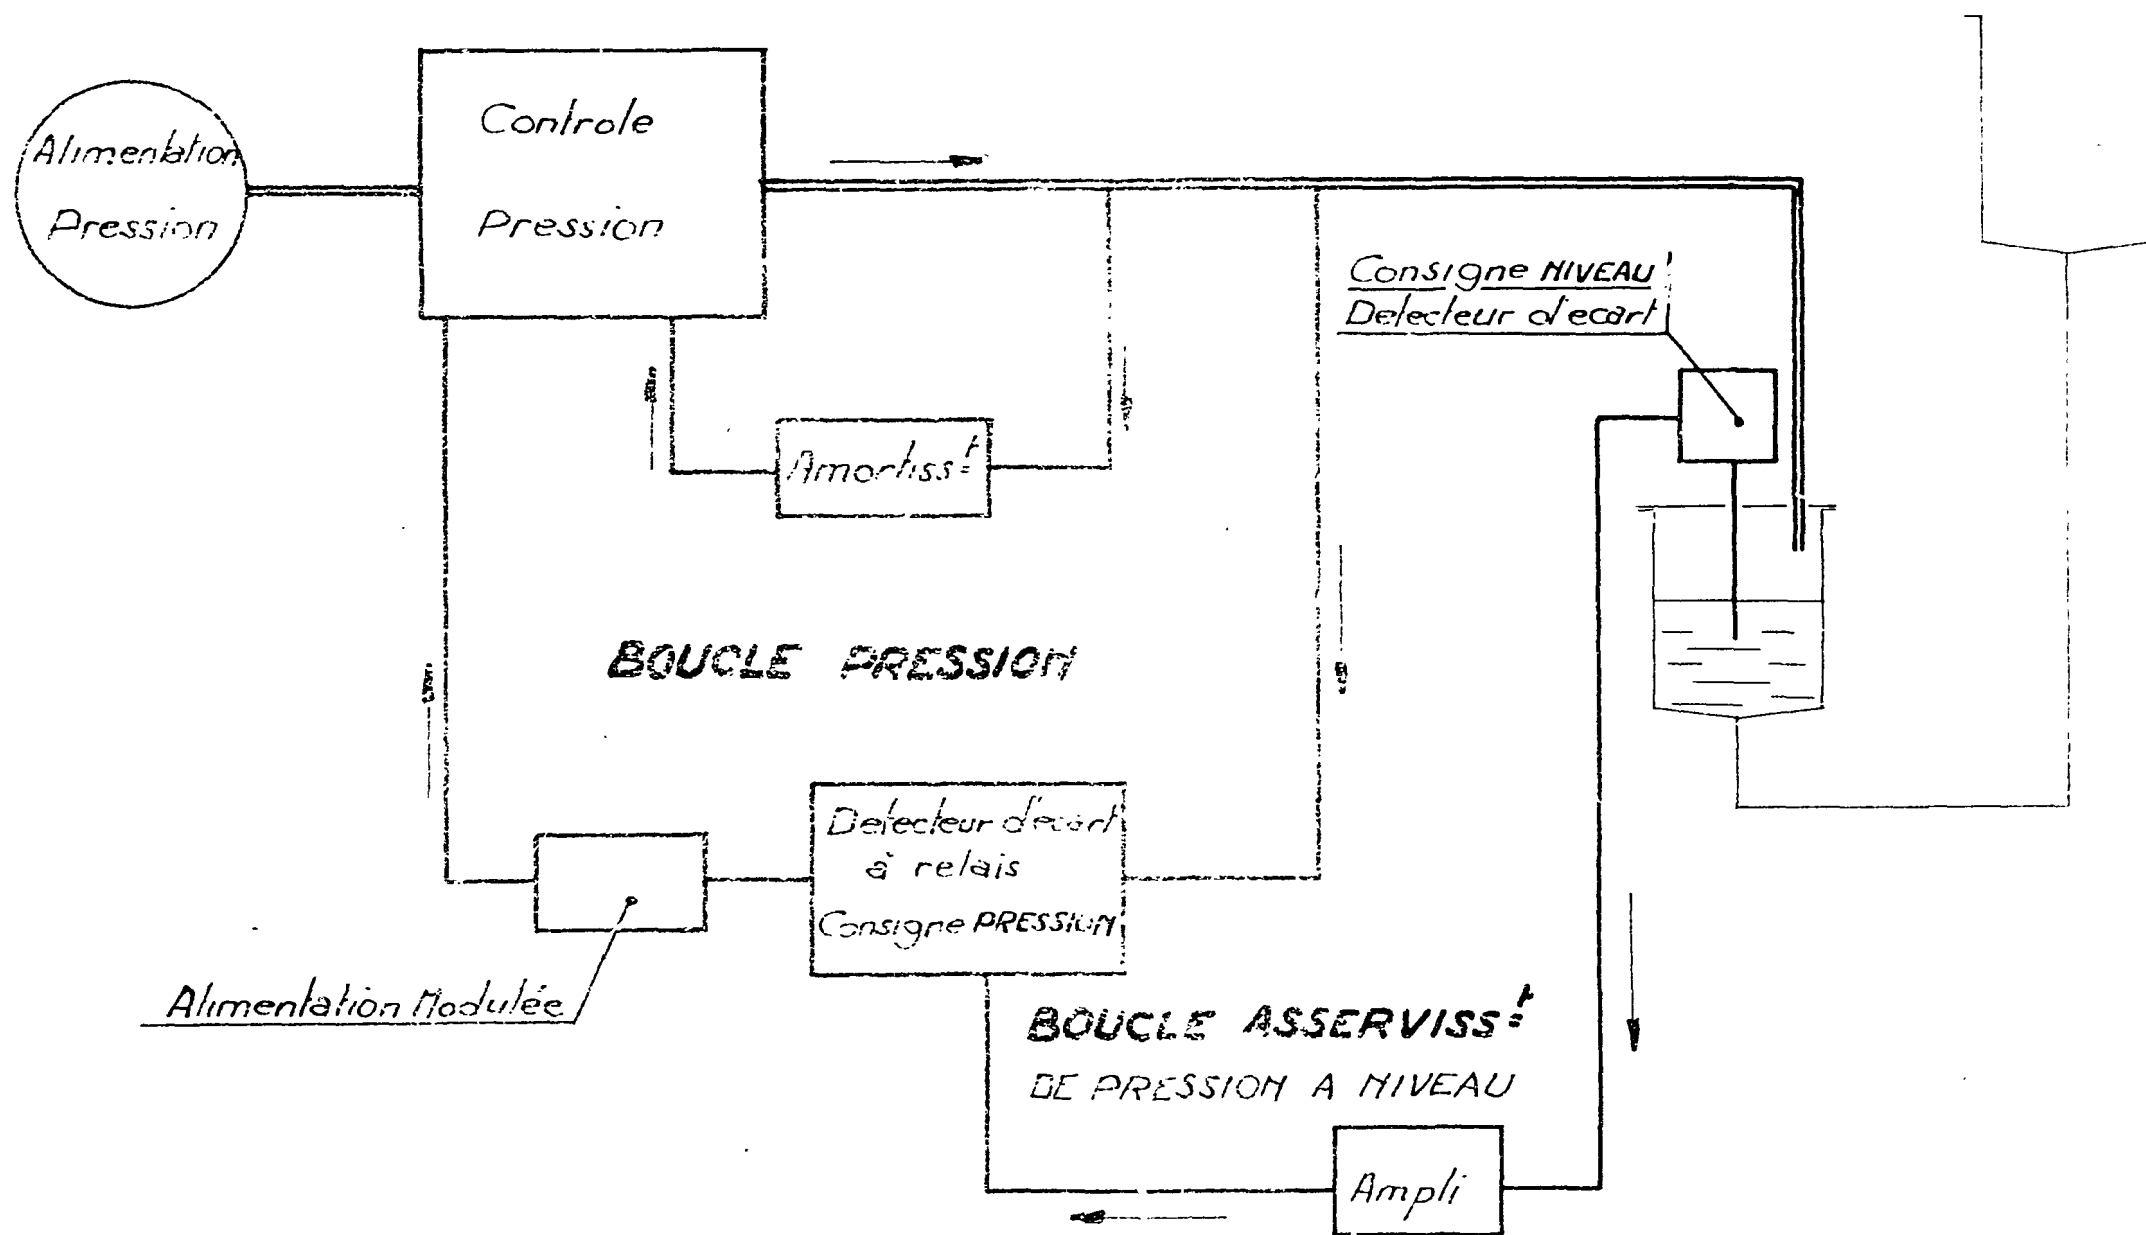 Alimentation
Pression
Controle
Pression
Consigne NIVEAU
Detecteur d'ecart
Amortiss=t
BOUCLE PRESSION
Detecteur d'ecart
à relais
Consigne PRESSION
Alimentation Modulée
BOUCLE ASSERVISS=t
DE PRESSION A NIVEAU
Ampli